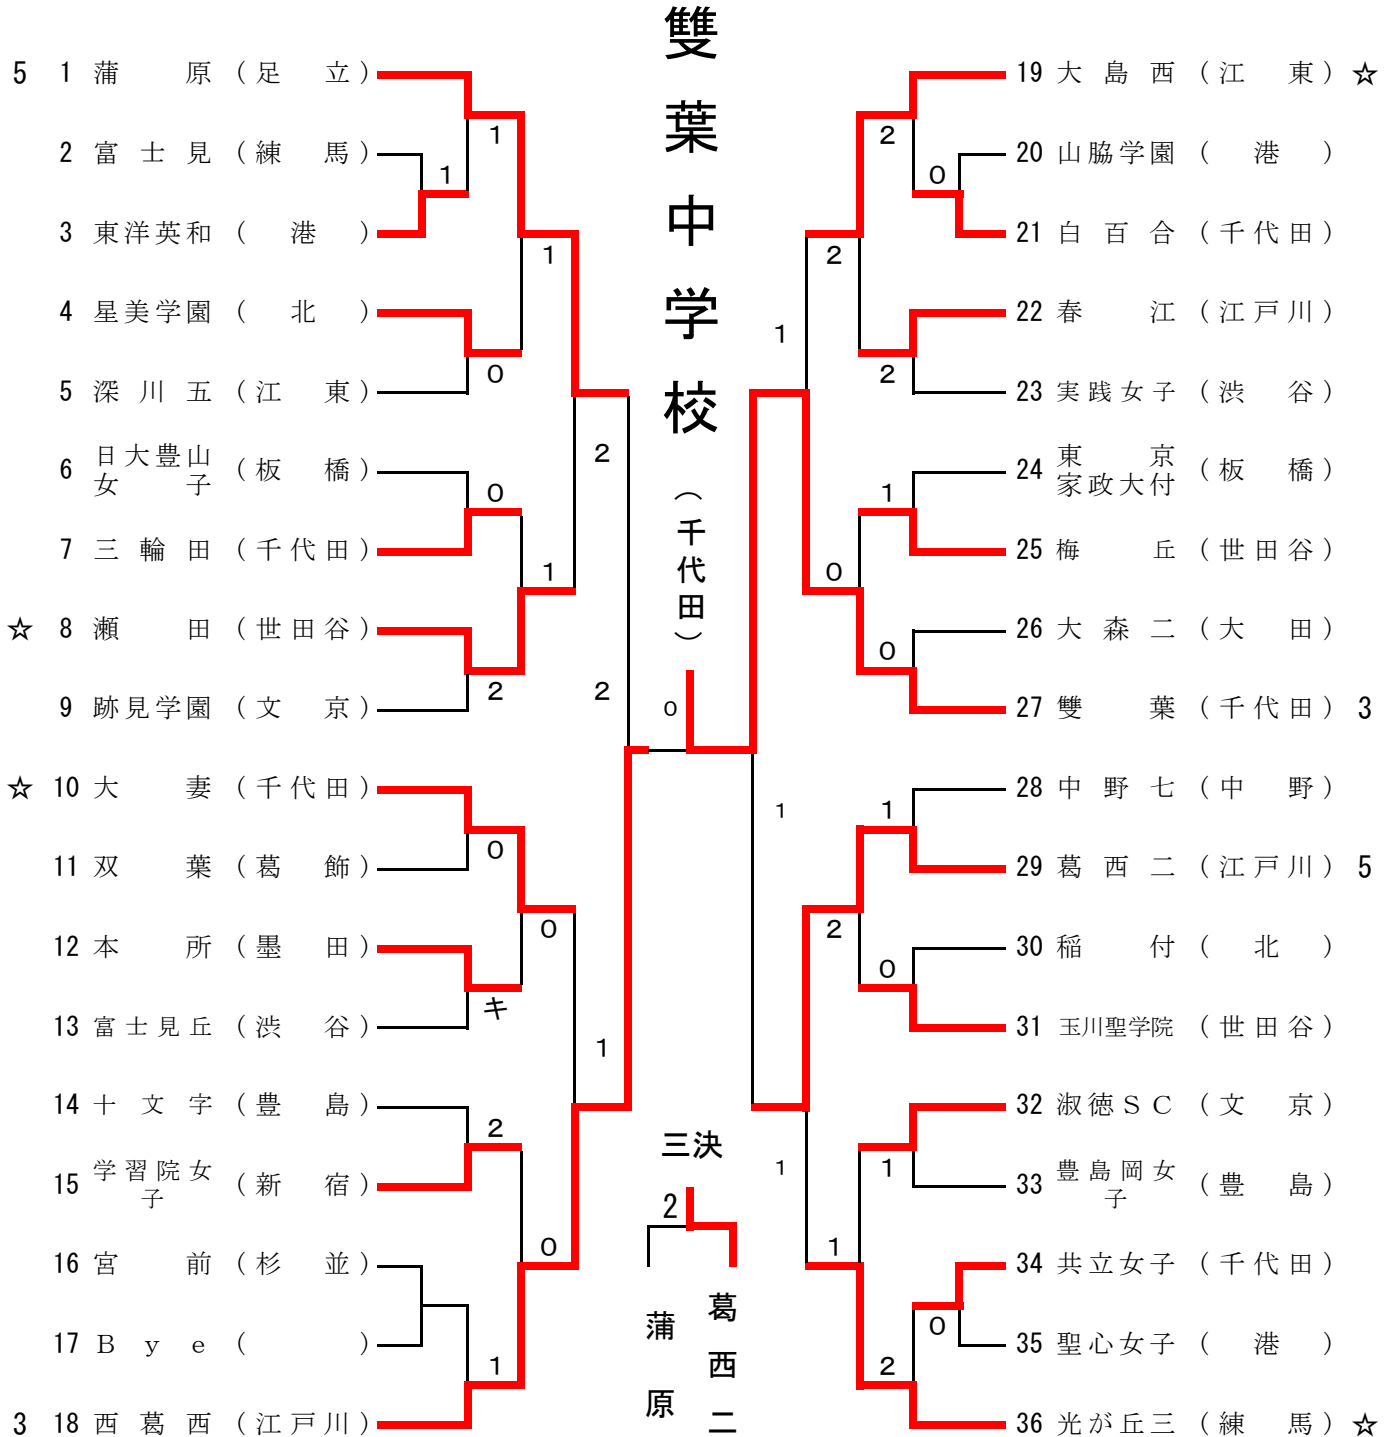 雙葉中学校
(千代田)
5 1 蒲原 (足立)
1
2 富士見 (練馬)
1
3 東洋英和 (港)
1
4 星美学園 (北)
0
5 深川五 (江東)
2
6 日大豊山
女子 (板橋)
0
7 三輪田 (千代田)
1
☆ 8 瀬田 (世田谷)
2
9 跡見学園 (文京)
2
0
☆ 10 大妻 (千代田)
0
11 双葉 (葛飾)
0
12 本所 (墨田)
キ
13 富士見丘 (渋谷)
1
14 十文字 (豊島)
2
15 学習院女
子 (新宿)
0
16 宮前 (杉並)
17 Bye ( )
1
3 18 西葛西 (江戸川)
19 大島西 (江東) ☆
2
20 山脇学園 (港)
0
21 白百合 (千代田)
2
22 春江 (江戸川)
1
2
23 実践女子 (渋谷)
24 東京
家政大付 (板橋)
1
25 梅丘 (世田谷)
0
26 大森二 (大田)
0
27 雙葉 (千代田) 3
28 中野七 (中野)
1
1
29 葛西二 (江戸川) 5
2
30 稲付 (北)
0
31 玉川聖学院 (世田谷)
32 淑徳SC (文京)
1
1
33 豊島岡女
子 (豊島)
1
34 共立女子 (千代田)
0
35 聖心女子 (港)
2
36 光が丘三 (練馬) ☆
三決
2
蒲原
葛西二